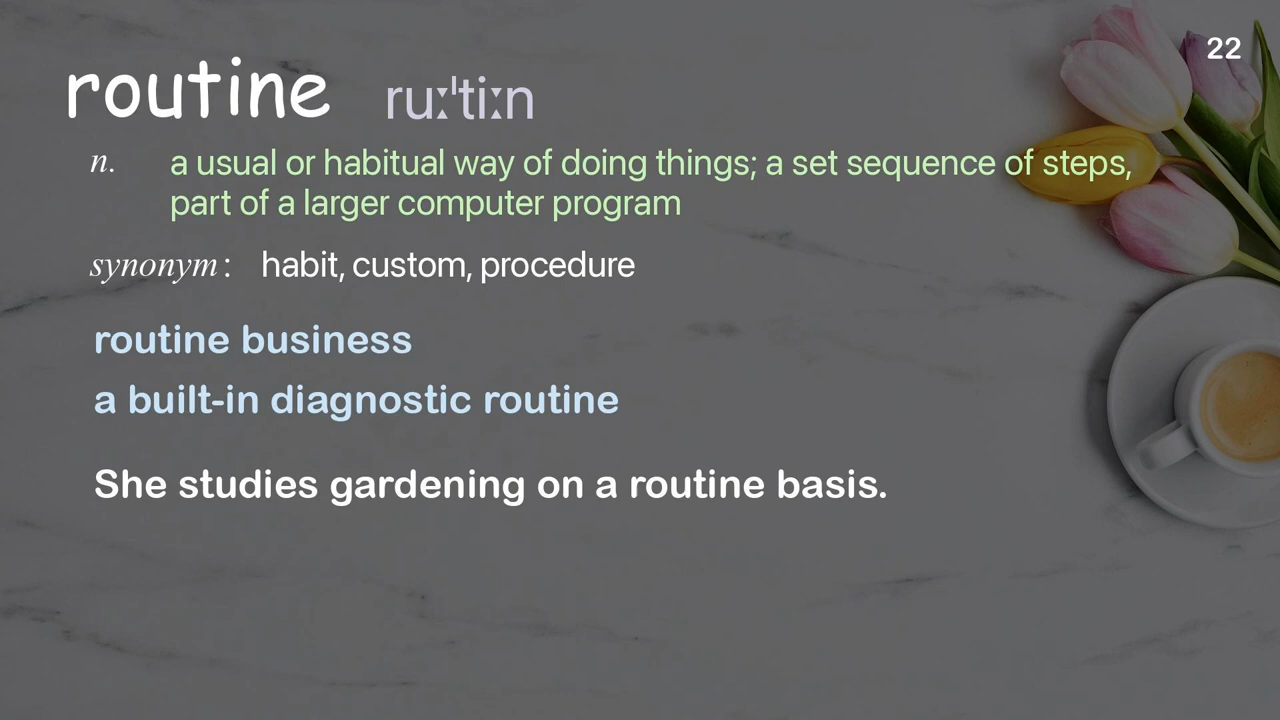 22
routine ruːˈtiːn
n. a usual or habitual way of doing things; a set sequence of steps,
part of a larger computer program
synonym : habit, custom, procedure
routine business
a built-in diagnostic routine
She studies gardening on a routine basis.